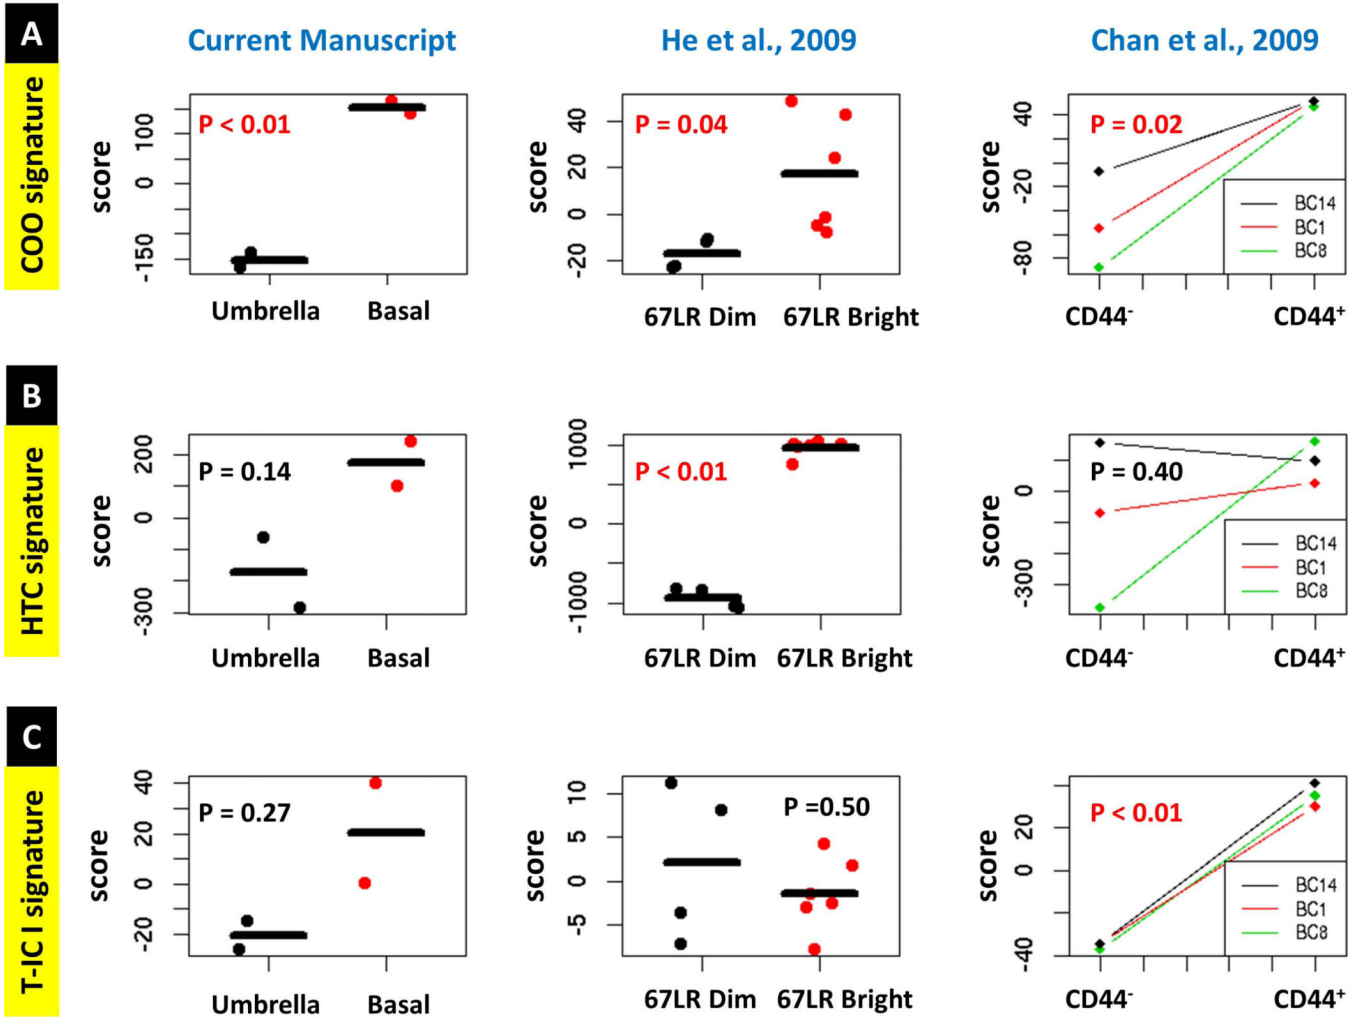 A
Current Manuscript
He et al., 2009
Chan et al., 2009
COO signature
score
100
0
-150
P < 0.01
Umbrella
Basal
score
40
20
0
-20
P = 0.04
67LR Dim
67LR Bright
score
40
-20
-80
P = 0.02
BC14
BC1
BC8
CD44-
CD44+
B
HTC signature
score
200
0
-300
P = 0.14
Umbrella
Basal
score
1000
0
-1000
P < 0.01
67LR Dim
67LR Bright
score
0
-300
P = 0.40
BC14
BC1
BC8
CD44-
CD44+
C
T-IC I signature
score
40
20
0
-20
P = 0.27
Umbrella
Basal
score
10
5
0
-5
P =0.50
67LR Dim
67LR Bright
score
20
0
-40
P < 0.01
BC14
BC1
BC8
CD44-
CD44+